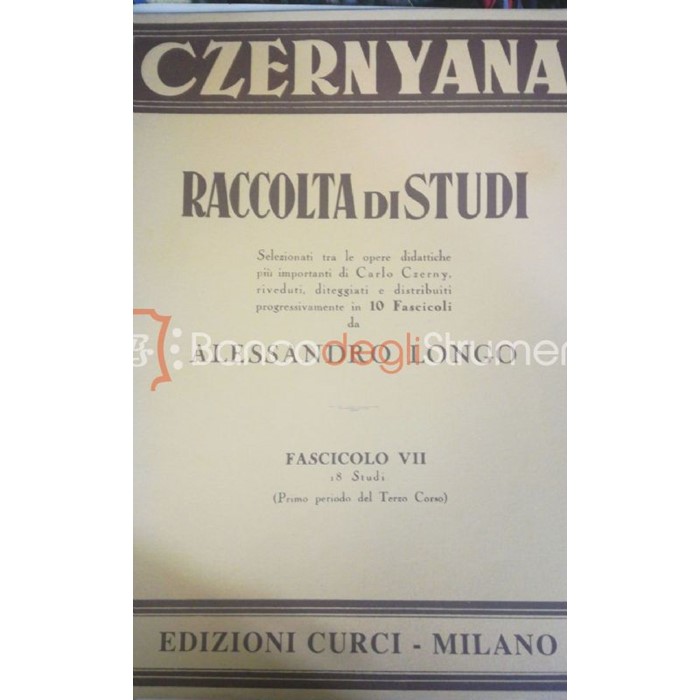 CZERNYANA
RACCOLTA DI STUDI
Selezionati tra le opere didattiche
più importanti di Carlo Czerny,
riveduti, diteggiati e distribuiti
progressivamente in 10 Fascicoli
da
ALESSANDRO LONGO
BancodegliStrumen
FASCICOLO VII
18 Studi
(Primo periodo del Terzo Corso)
EDIZIONI CURCI - MILANO